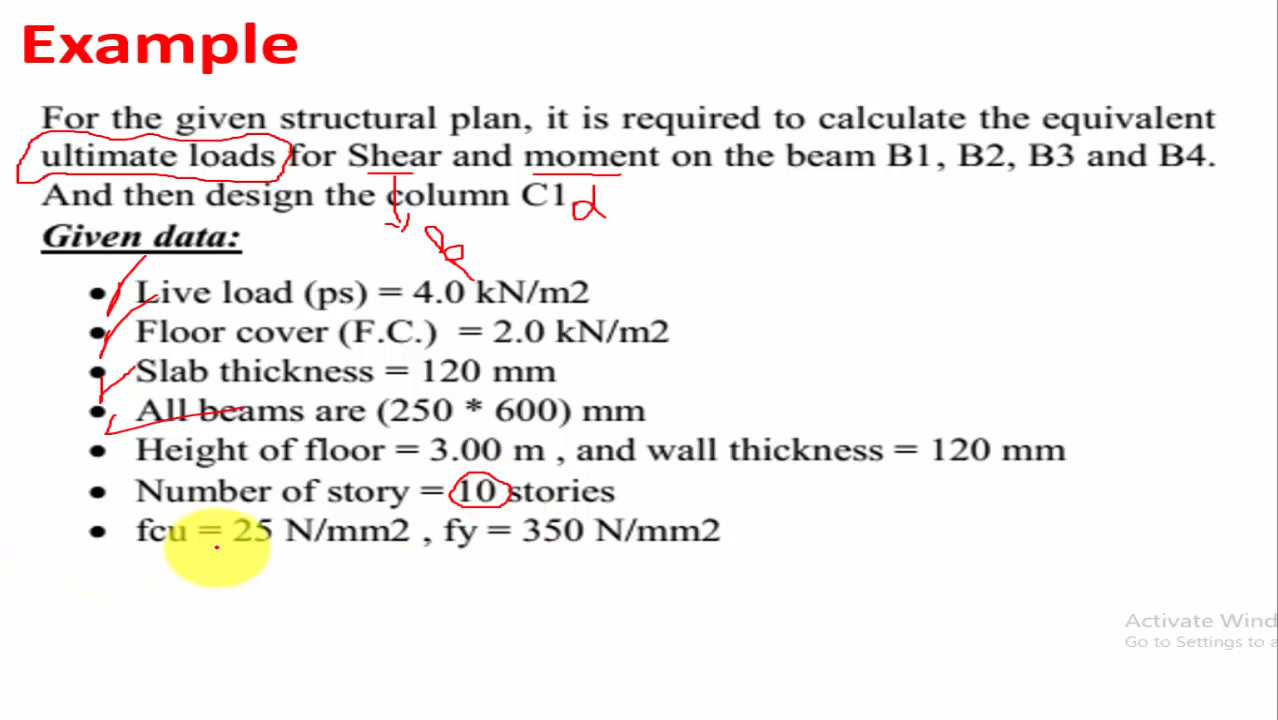 Example
For the given structural plan, it is required to calculate the equivalent
ultimate loads for Shear and moment on the beam B1, B2, B3 and B4.
And then design the column C1
Given data:
• Live load (ps) = 4.0 kN/m2
• Floor cover (F.C.) = 2.0 kN/m2
• Slab thickness = 120 mm
• All beams are (250 * 600) mm
• Height of floor = 3.00 m , and wall thickness = 120 mm
• Number of story = 10 stories
• fcu = 25 N/mm2 , fy = 350 N/mm2
Activate Wind
Go to Settings to a